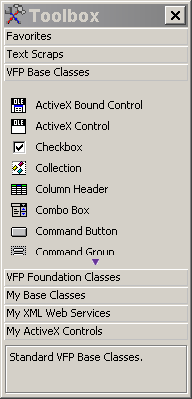 Toolbox
Favorites
Text Scraps
VFP Base Classes
OLE
ActiveX Bound Control
OLE
ActiveX Control
Checkbox
Collection
Column Header
Combo Box
Command Button
Command Group
VFP Foundation Classes
My Base Classes
My XML Web Services
My ActiveX Controls
Standard VFP Base Classes.